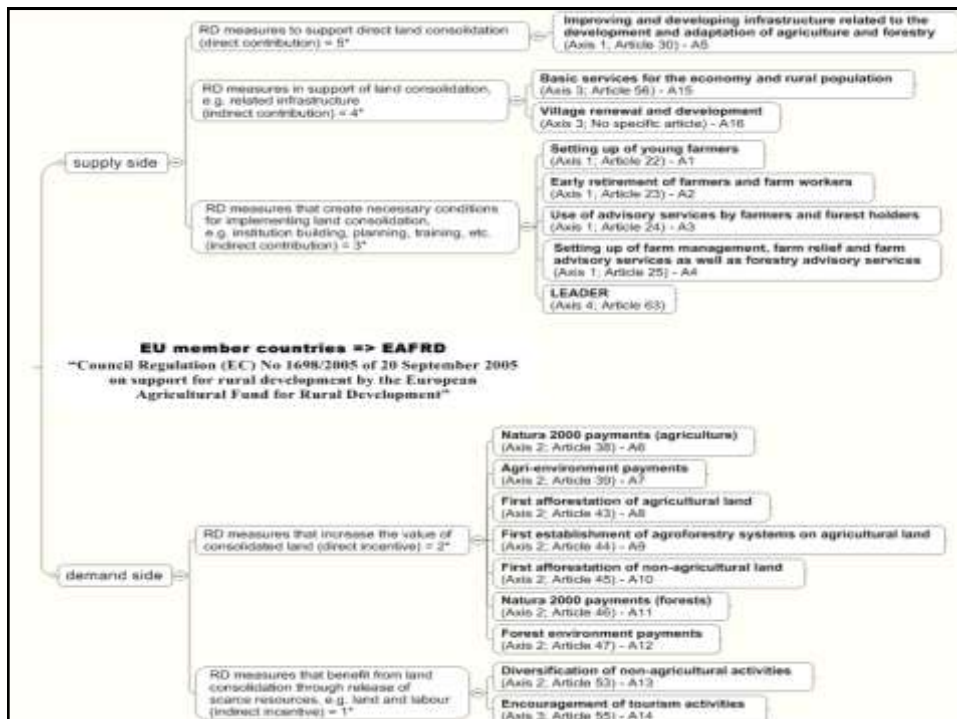 RD measures to support direct land consolidation
(direct contribution) = 5*
Improving and developing infrastructure related to the
development and adaptation of agriculture and forestry
(Axis 1, Article 30) - A5
RD measures in support of land consolidation,
e.g. related infrastructure
(indirect contribution) = 4*
Basic services for the economy and rural population
(Axis 3; Article 56) - A15
Village renewal and development
(Axis 3; No specific article) - A16
supply side
RD measures that create necessary conditions
for implementing land consolidation,
e.g. institution building, planning, training, etc.
(indirect contribution) = 3*
Setting up of young farmers
(Axis 1; Article 22) - A1
Early retirement of farmers and farm workers
(Axis 1; Article 23) - A2
Use of advisory services by farmers and forest holders
(Axis 1; Article 24) - A3
Setting up of farm management, farm relief and farm
advisory services as well as forestry advisory services
(Axis 1; Article 25) - A4
LEADER
(Axis 4; Article 63)
EU member countries => EAFRD
“Council Regulation (EC) No 1698/2005 of 20 September 2005
on support for rural development by the European
Agricultural Fund for Rural Development”
demand side
RD measures that increase the value of
consolidated land (direct incentive) = 2*
Natura 2000 payments (agriculture)
(Axis 2; Article 38) - A6
Agri-environment payments
(Axis 2; Article 39) - A7
First afforestation of agricultural land
(Axis 2; Article 43) - A8
First establishment of agroforestry systems on agricultural land
(Axis 2; Article 44) - A9
First afforestation of non-agricultural land
(Axis 2; Article 45) - A10
Natura 2000 payments (forests)
(Axis 2; Article 46) - A11
Forest environment payments
(Axis 2; Article 47) - A12
RD measures that benefit from land
consolidation through release of
scarce resources, e.g. land and labour
(indirect incentive) = 1*
Diversification of non-agricultural activities
(Axis 2; Article 53) - A13
Encouragement of tourism activities
(Axis 3; Article 55) - A14